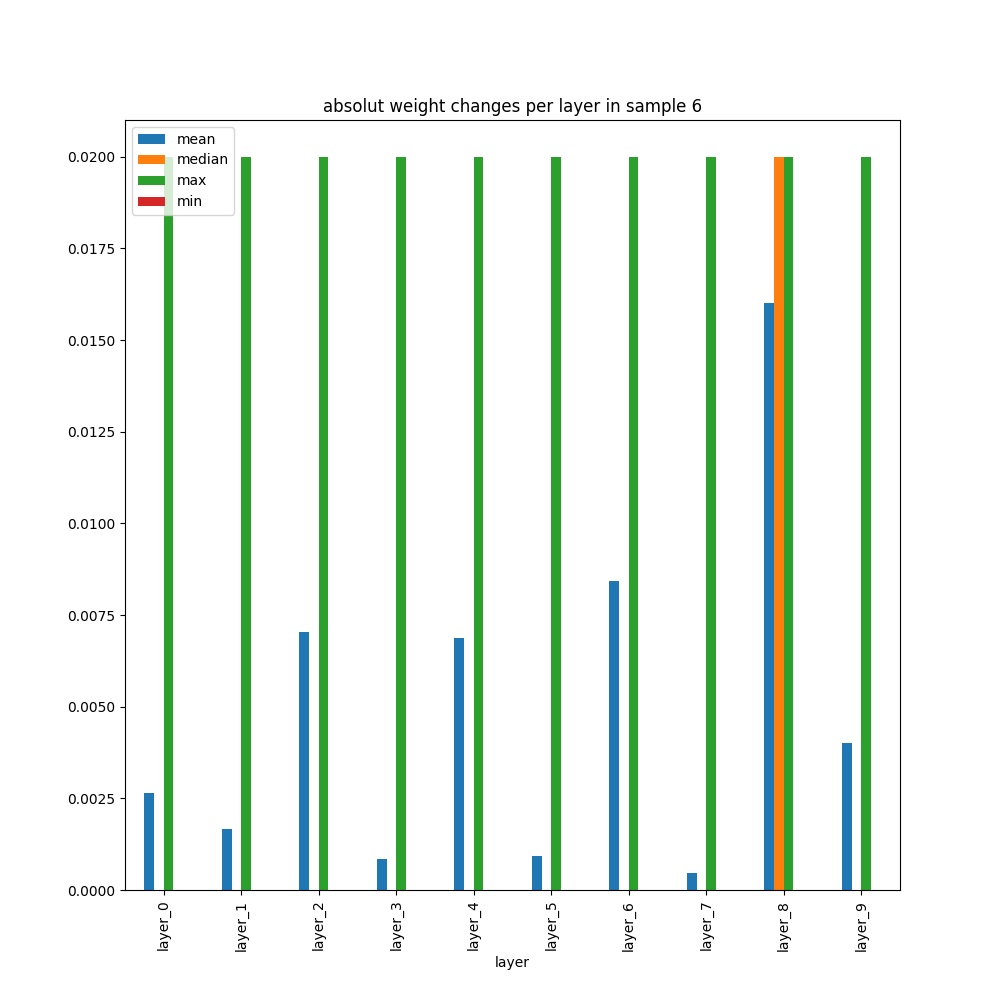 absolut weight changes per layer in sample 6
mean
median
max
min
0.0200
0.0175
0.0150
0.0125
0.0100
0.0075
0.0050
0.0025
0.0000
layer_0
layer_1
layer_2
layer_3
layer_4
layer_5
layer_6
layer_7
layer_8
layer_9
layer